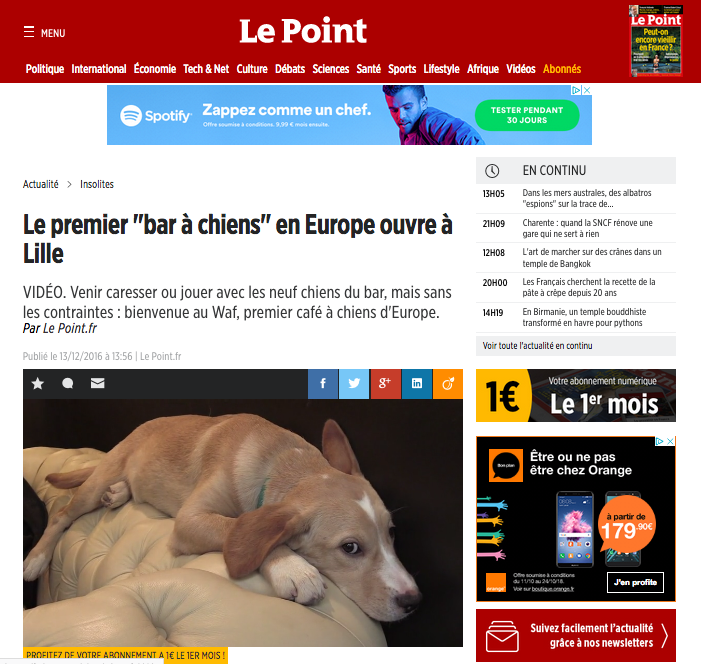 MENU
Le Point
Le Point
Peut-on
encore vieillir
en France ?
Politique International Économie Tech & Net Culture Débats Sciences Santé Sports Lifestyle Afrique Vidéos Abonnés
Spotify
Zappez comme un chef.
Offre soumise à conditions. 9,99 € mois ensuite.
TESTER PENDANT
30 JOURS
Actualité > Insolites
Le premier "bar à chiens" en Europe ouvre à
Lille
VIDÉO. Venir caresser ou jouer avec les neuf chiens du bar, mais sans
les contraintes : bienvenue au Waf, premier café à chiens d'Europe.
Par Le Point.fr
Publié le 13/12/2016 à 13:56 | Le Point.fr
f
g+
in
PROFITEZ DE VOTRE ABONNEMENT A 1€ LE 1ER MOIS !
EN CONTINU
13H05 Dans les mers australes, des albatros
"espions" sur la trace de...
21H09 Charente : quand la SNCF rénove une
gare qui ne sert à rien
12H08 L'art de marcher sur des crânes dans un
temple de Bangkok
20H00 Les Français cherchent la recette de la
pâte à crêpe depuis 20 ans
14H19 En Birmanie, un temple bouddhiste
transformé en havre pour pythons
Voir toute l'actualité en continu
1€
Votre abonnement numérique
Le 1er mois
Bon plan
Être ou ne pas
être chez Orange
à partir de
179,90€
orange
Offre soumise à conditions
du 11/10 au 24/10/18.
Voir sur boutique.orange.fr
J'en profite
Suivez facilement l'actualité
grâce à nos newsletters